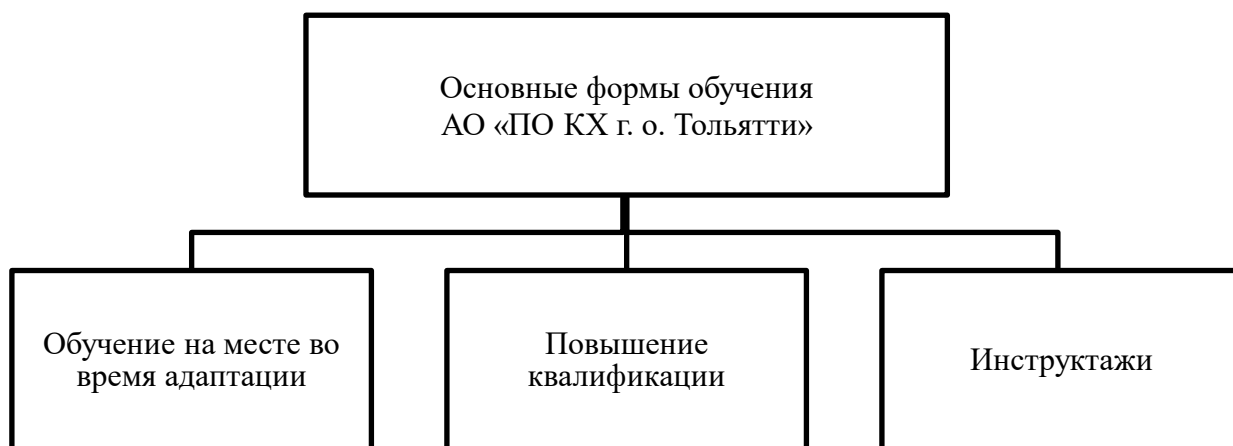 Основные формы обучения
АО «ПО КХ г. о. Тольятти»
Обучение на месте во
время адаптации
Повышение
квалификации
Инструктажи